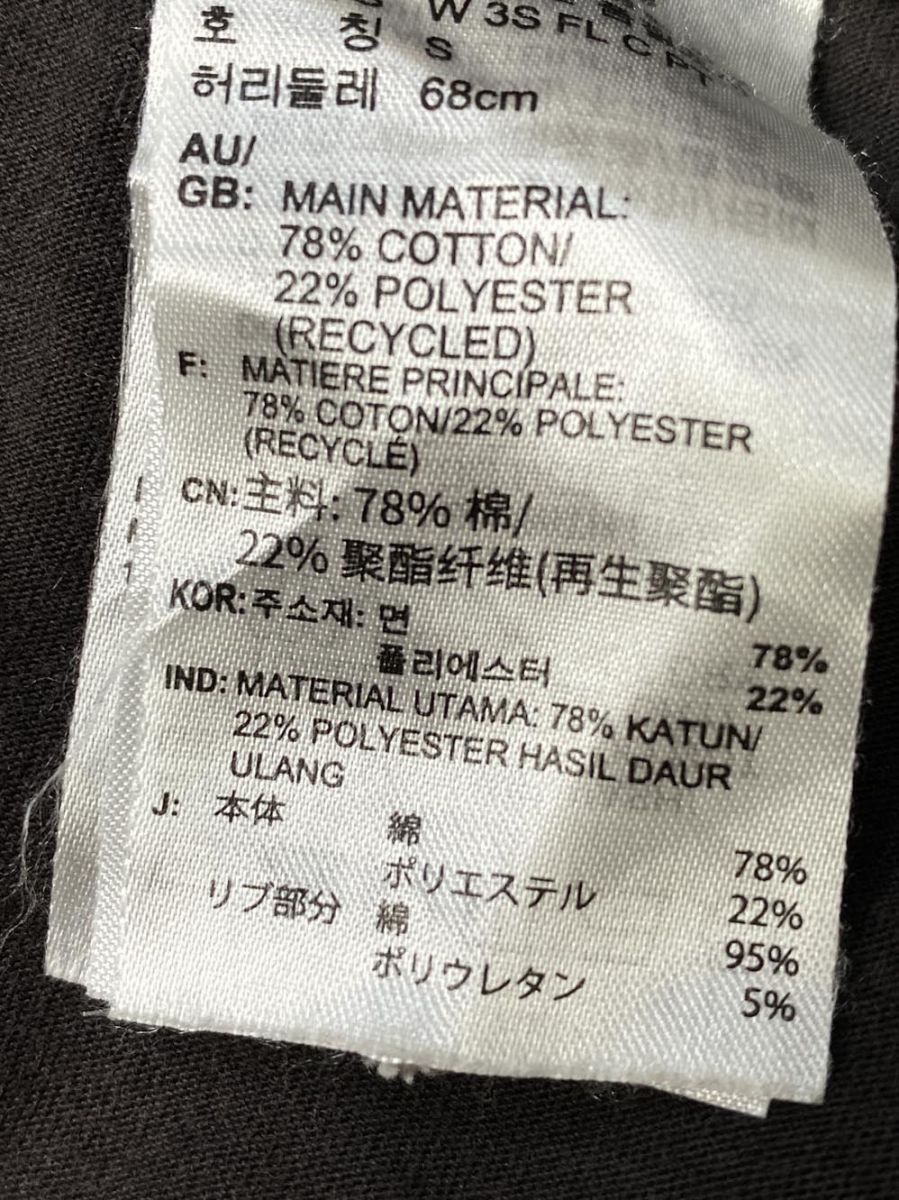 W 3S FL C PT
호 칭 S
허리둘레 68cm
AU/
GB: MAIN MATERIAL:
78% COTTON/
22% POLYESTER
(RECYCLED)
F: MATIERE PRINCIPALE:
78% COTON/22% POLYESTER
(RECYCLÉ)
CN:主料: 78% 棉/
22% 聚酯纤维(再生聚酯)
KOR:주소재: 면 78%
폴리에스터 22%
IND: MATERIAL UTAMA: 78% KATUN/
22% POLYESTER HASIL DAUR
ULANG
J: 本体 綿 78%
ポリエステル 22%
リブ部分 綿 95%
ポリウレタン 5%